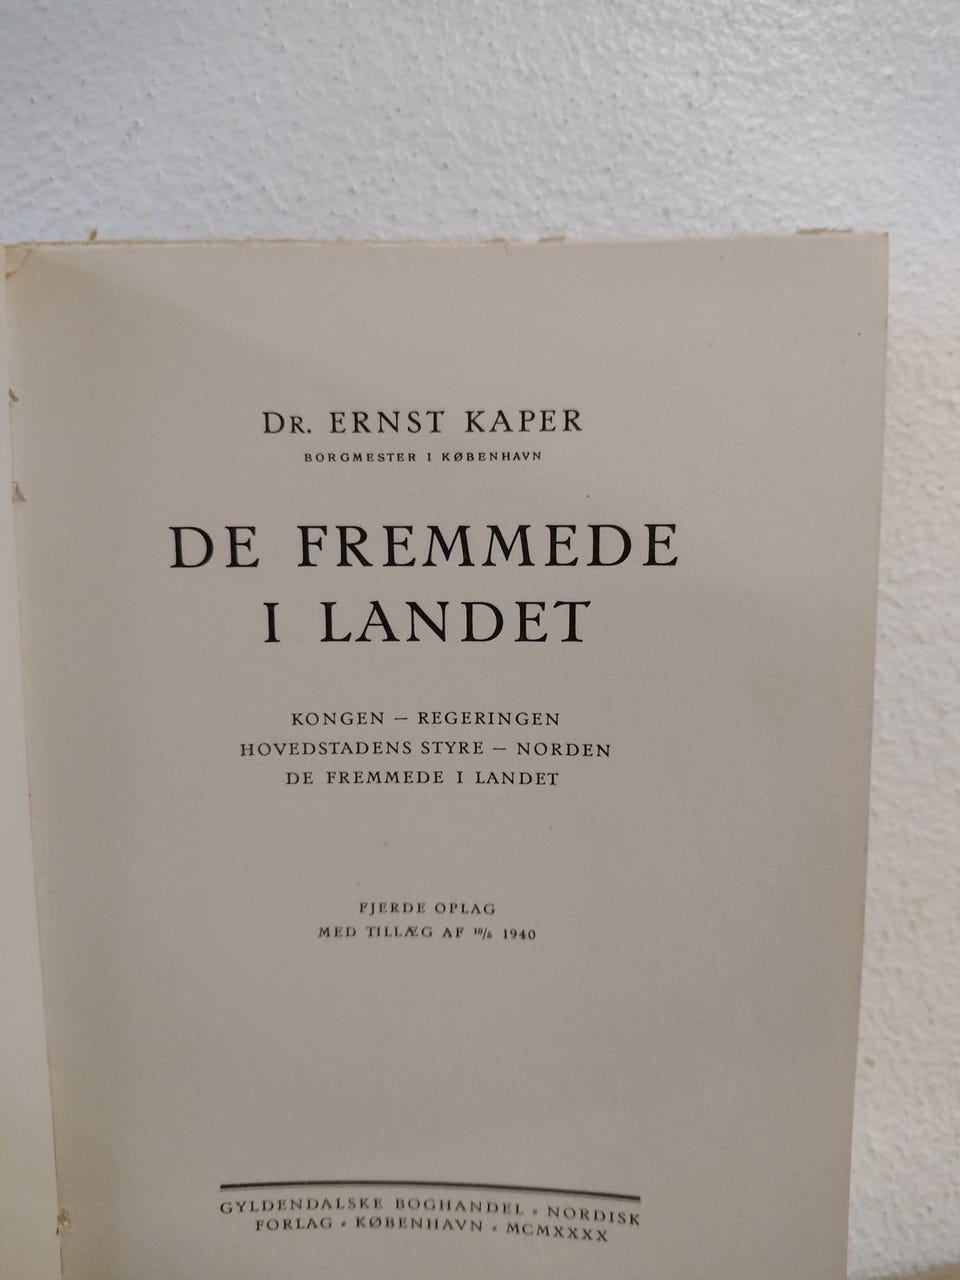 DR. ERNST KAPER
BORGMESTER I KØBENHAVN
DE FREMMEDE
I LANDET
KONGEN – REGERINGEN
HOVEDSTADENS STYRE – NORDEN
DE FREMMEDE I LANDET
FJERDE OPLAG
MED TILLÆG AF 10/8 1940
GYLDENDALSKE BOGHANDEL • NORDISK
FORLAG • KØBENHAVN • MCMXXXX